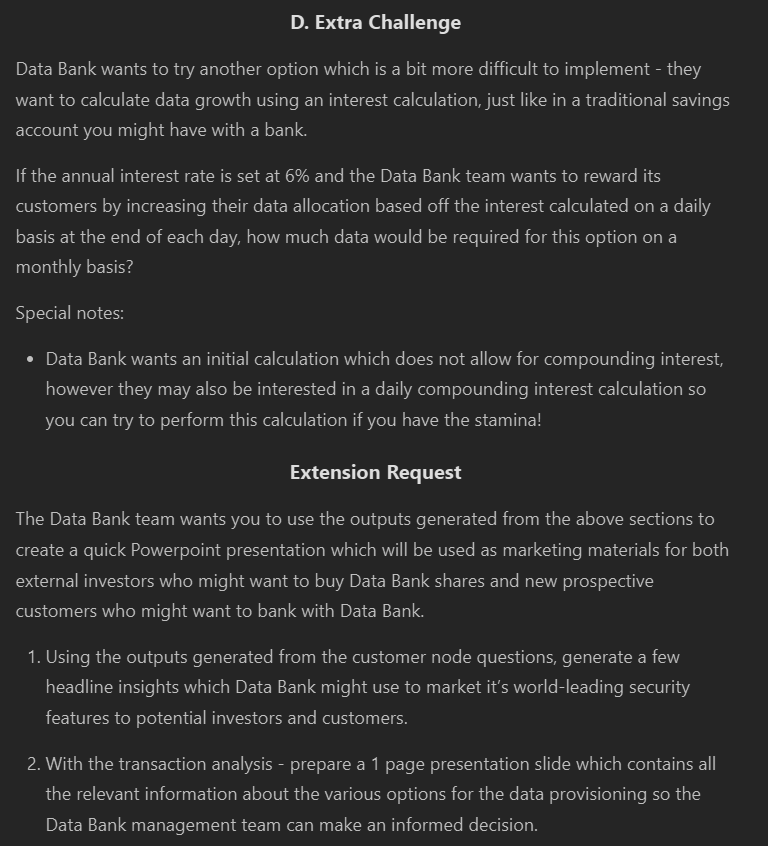 D. Extra Challenge
Data Bank wants to try another option which is a bit more difficult to implement - they
want to calculate data growth using an interest calculation, just like in a traditional savings
account you might have with a bank.
If the annual interest rate is set at 6% and the Data Bank team wants to reward its
customers by increasing their data allocation based off the interest calculated on a daily
basis at the end of each day, how much data would be required for this option on a
monthly basis?
Special notes:
• Data Bank wants an initial calculation which does not allow for compounding interest,
however they may also be interested in a daily compounding interest calculation so
you can try to perform this calculation if you have the stamina!
Extension Request
The Data Bank team wants you to use the outputs generated from the above sections to
create a quick Powerpoint presentation which will be used as marketing materials for both
external investors who might want to buy Data Bank shares and new prospective
customers who might want to bank with Data Bank.
1. Using the outputs generated from the customer node questions, generate a few
headline insights which Data Bank might use to market it’s world-leading security
features to potential investors and customers.
2. With the transaction analysis - prepare a 1 page presentation slide which contains all
the relevant information about the various options for the data provisioning so the
Data Bank management team can make an informed decision.